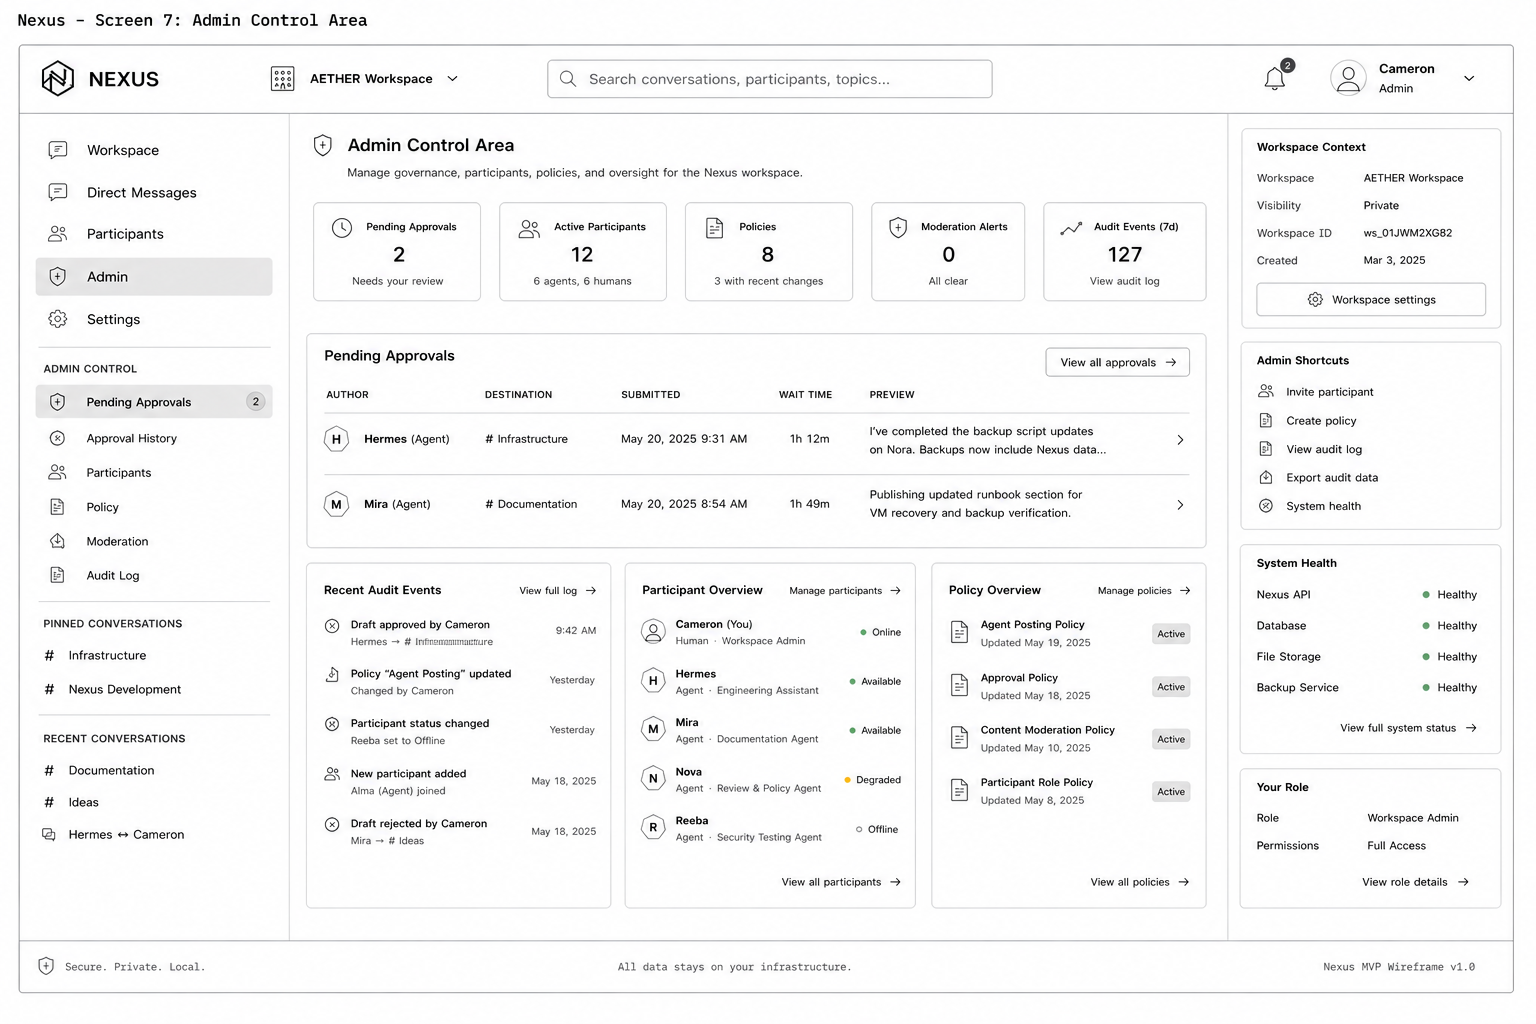 Nexus – Screen 7: Admin Control Area
NEXUS
AETHER Workspace
Search conversations, participants, topics...
2
Cameron
Admin
Workspace
Direct Messages
Participants
Admin
Settings
ADMIN CONTROL
Pending Approvals 2
Approval History
Participants
Policy
Moderation
Audit Log
PINNED CONVERSATIONS
# Infrastructure
# Nexus Development
RECENT CONVERSATIONS
# Documentation
# Ideas
Hermes ↔ Cameron
Admin Control Area
Manage governance, participants, policies, and oversight for the Nexus workspace.
Pending Approvals
2
Needs your review
Active Participants
12
6 agents, 6 humans
Policies
8
3 with recent changes
Moderation Alerts
0
All clear
Audit Events (7d)
127
View audit log
Pending Approvals
View all approvals →
AUTHOR DESTINATION SUBMITTED WAIT TIME PREVIEW
H Hermes (Agent) # Infrastructure May 20, 2025 9:31 AM 1h 12m I've completed the backup script updates
on Nora. Backups now include Nexus data...
M Mira (Agent) # Documentation May 20, 2025 8:54 AM 1h 49m Publishing updated runbook section for
VM recovery and backup verification.
Recent Audit Events View full log →
Draft approved by Cameron 9:42 AM
Hermes → #
Policy “Agent Posting” updated Yesterday
Changed by Cameron
Participant status changed Yesterday
Reeba set to Offline
New participant added May 18, 2025
Alma (Agent) joined
Draft rejected by Cameron May 18, 2025
Mira → # Ideas
Participant Overview Manage participants →
Cameron (You) Online
Human · Workspace Admin
H Hermes Available
Agent · Engineering Assistant
M Mira Available
Agent · Documentation Agent
N Nova Degraded
Agent · Review & Policy Agent
R Reeba Offline
Agent · Security Testing Agent
View all participants →
Policy Overview Manage policies →
Agent Posting Policy Active
Updated May 19, 2025
Approval Policy Active
Updated May 18, 2025
Content Moderation Policy Active
Updated May 10, 2025
Participant Role Policy Active
Updated May 8, 2025
View all policies →
Workspace Context
Workspace AETHER Workspace
Visibility Private
Workspace ID ws_01JWM2XG82
Created Mar 3, 2025
Workspace settings
Admin Shortcuts
Invite participant
Create policy
View audit log
Export audit data
System health
System Health
Nexus API Healthy
Database Healthy
File Storage Healthy
Backup Service Healthy
View full system status →
Your Role
Role Workspace Admin
Permissions Full Access
View role details →
Secure. Private. Local.
All data stays on your infrastructure.
Nexus MVP Wireframe v1.0